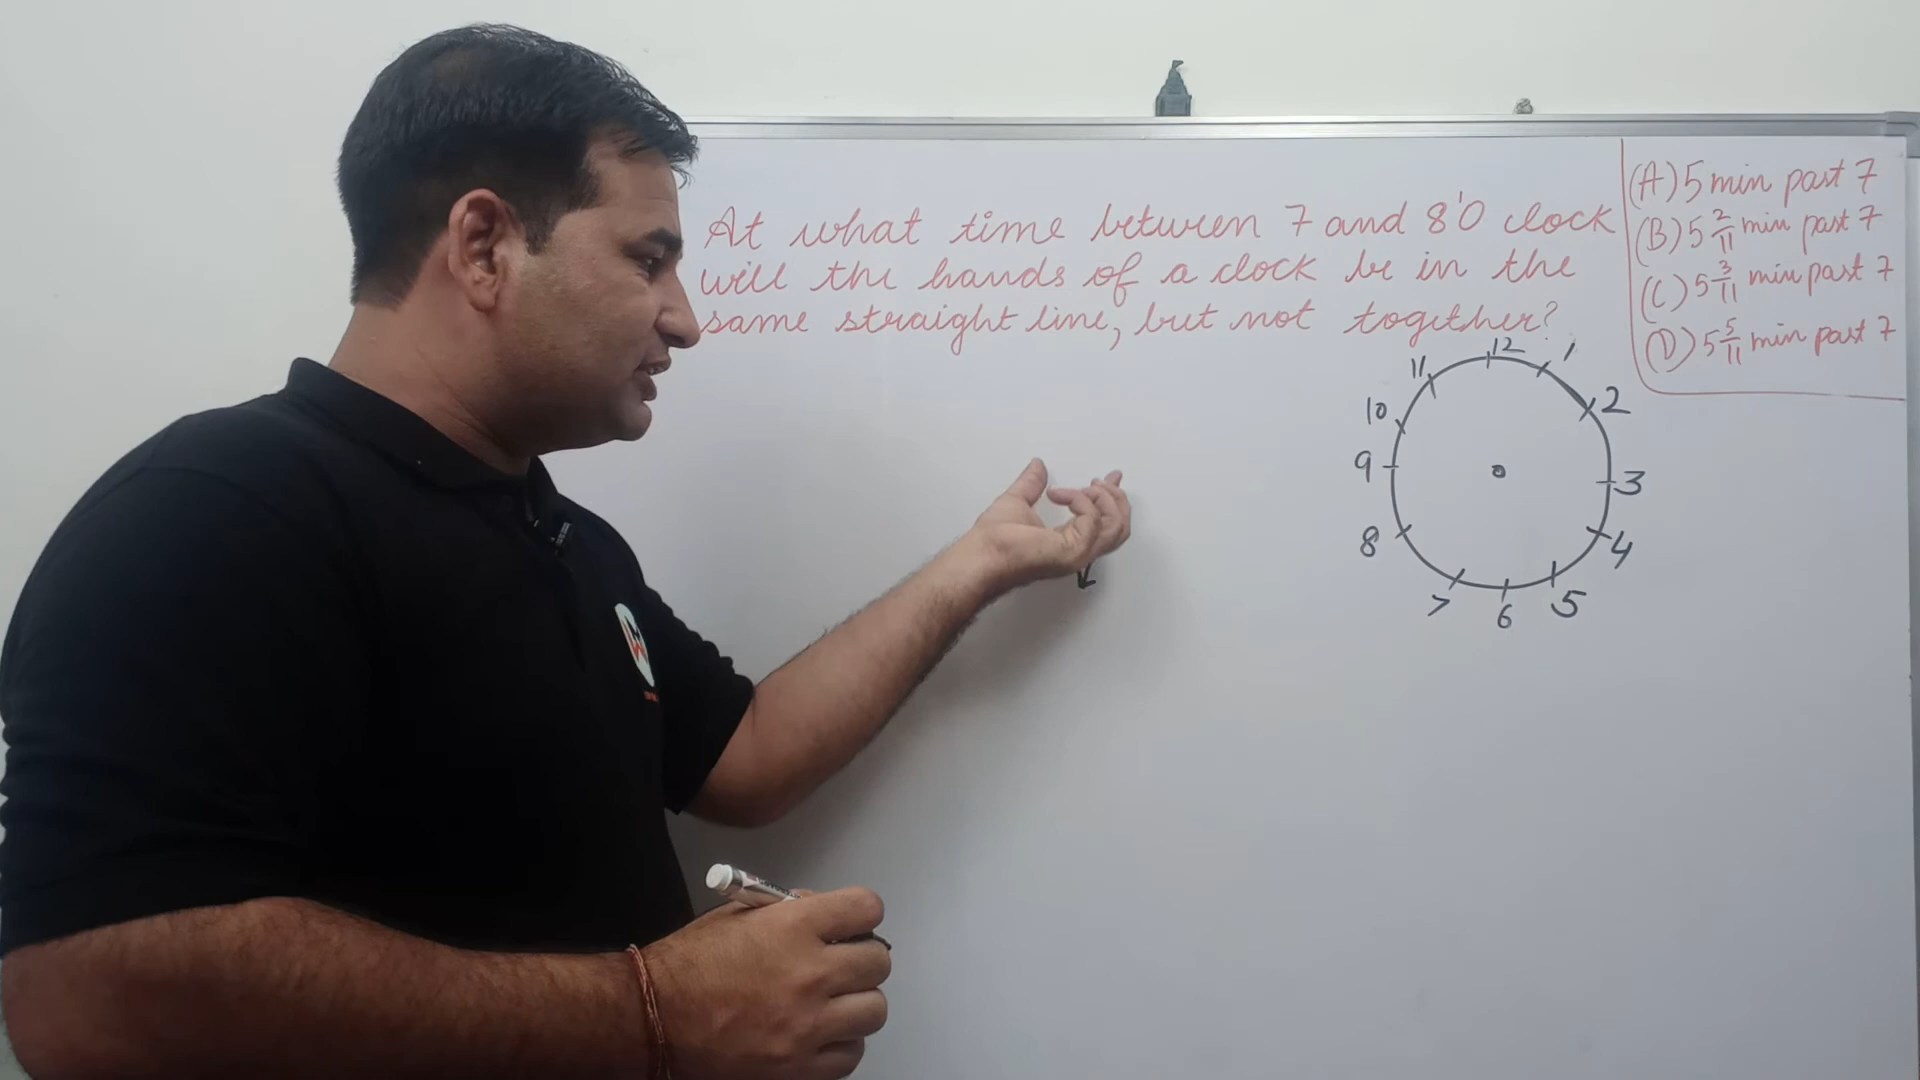 At what time between 7 and 8'0 clock
will the hands of a clock be in the
same straight line, but not together?
(A) 5 min past 7
(B) 5 2/11 min past 7
(C) 5 3/11 min past 7
(D) 5 5/11 min past 7
12
1
2
3
4
5
6
7
8
9
10
11